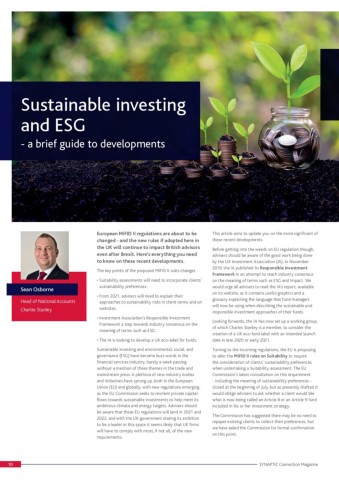 Sustainable investing
and ESG
- a brief guide to developments
Sean Osborne
Head of National Accounts
Charles Stanley
European MiFID II regulations are about to be
changed - and the new rules if adopted here in
the UK will continue to impact British advisors
even after Brexit. Here's everything you need
to know on these recent developments.
The key points of the proposed MiFID II rules changes
- Suitability assessments will need to incorporate clients'
sustainability preference.
- From 2021, advisers will need to explain their
approaches to sustainability risks in client terms and on
websites.
- Investment Association's Responsible Investment
Framework a step towards industry consensus on the
meaning of terms such as ESG.
- The IA is looking to develop a UK eco-label for funds.
Sustainable investing and environmental, social, and
governance (ESG) have become buzz words in the
financial services industry, barely a week passing
without a mention of these themes in the trade and
investment press. A plethora of new industry bodies
and initiatives have sprung up, both in the European
Union (EU) and globally, with new regulations emerging
as the EU Commission seeks to reorient private capital
flows towards sustainable investments to help meet its
ambitious climate and energy targets. Advisers should
be aware that these EU regulations will land in 2021 and
2022, and with the UK government stating its ambition
to be a leader in this space it seems likely that UK firms
will have to comply with most, if not all, of the new
requirements.
This article aims to update you on the more significant of
these recent developments.
Before getting into the weeds on EU regulation though,
advisers should be aware of the good work being done
by the UK Investment Association (IA). In November
2019, the IA published its Responsible Investment
Framework in an attempt to reach industry consensus
on the meaning of terms such as ESG and Impact. We
would urge all advisers to read the IA's report, available
on its website, as it contains useful graphics and a
glossary explaining the language that fund managers
will now be using when describing the sustainable and
responsible investment approaches of their funds.
Looking forwards, the IA has now set up a working group,
of which Charles Stanley is a member, to consider the
creation of a UK eco-fund label with an intended launch
date in late 2020 or early 2021.
Turning to the incoming regulations, the EU is proposing
to alter the MiFID II rules on Suitability to require
the consideration of clients' sustainability preferences
when undertaking a Suitability assessment. The EU
Commission's latest consultation on this requirement
- including the meaning of sustainability preferences -
closed at the beginning of July, but as presently drafted it
would oblige advisers to ask whether a client would like
what is now being called an Article 8 or an Article 9 fund
included in his or her investment strategy.
The Commission has suggested there may be no need to
repaper existing clients to collect their preferences, but
we have asked the Commission for formal confirmation
on this point.
10
SYNAPTIC Connection Magazine